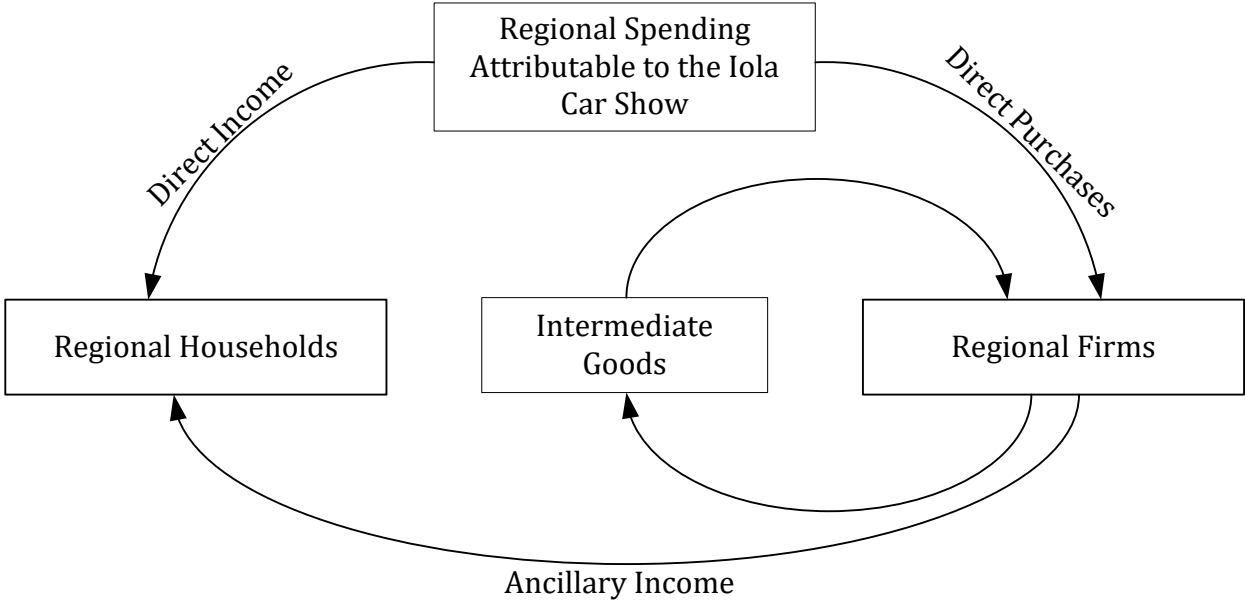 Regional Spending
Attributable to the Iola
Car Show
Direct Income
Direct Purchases
Regional Households
Intermediate
Goods
Regional Firms
Ancillary Income